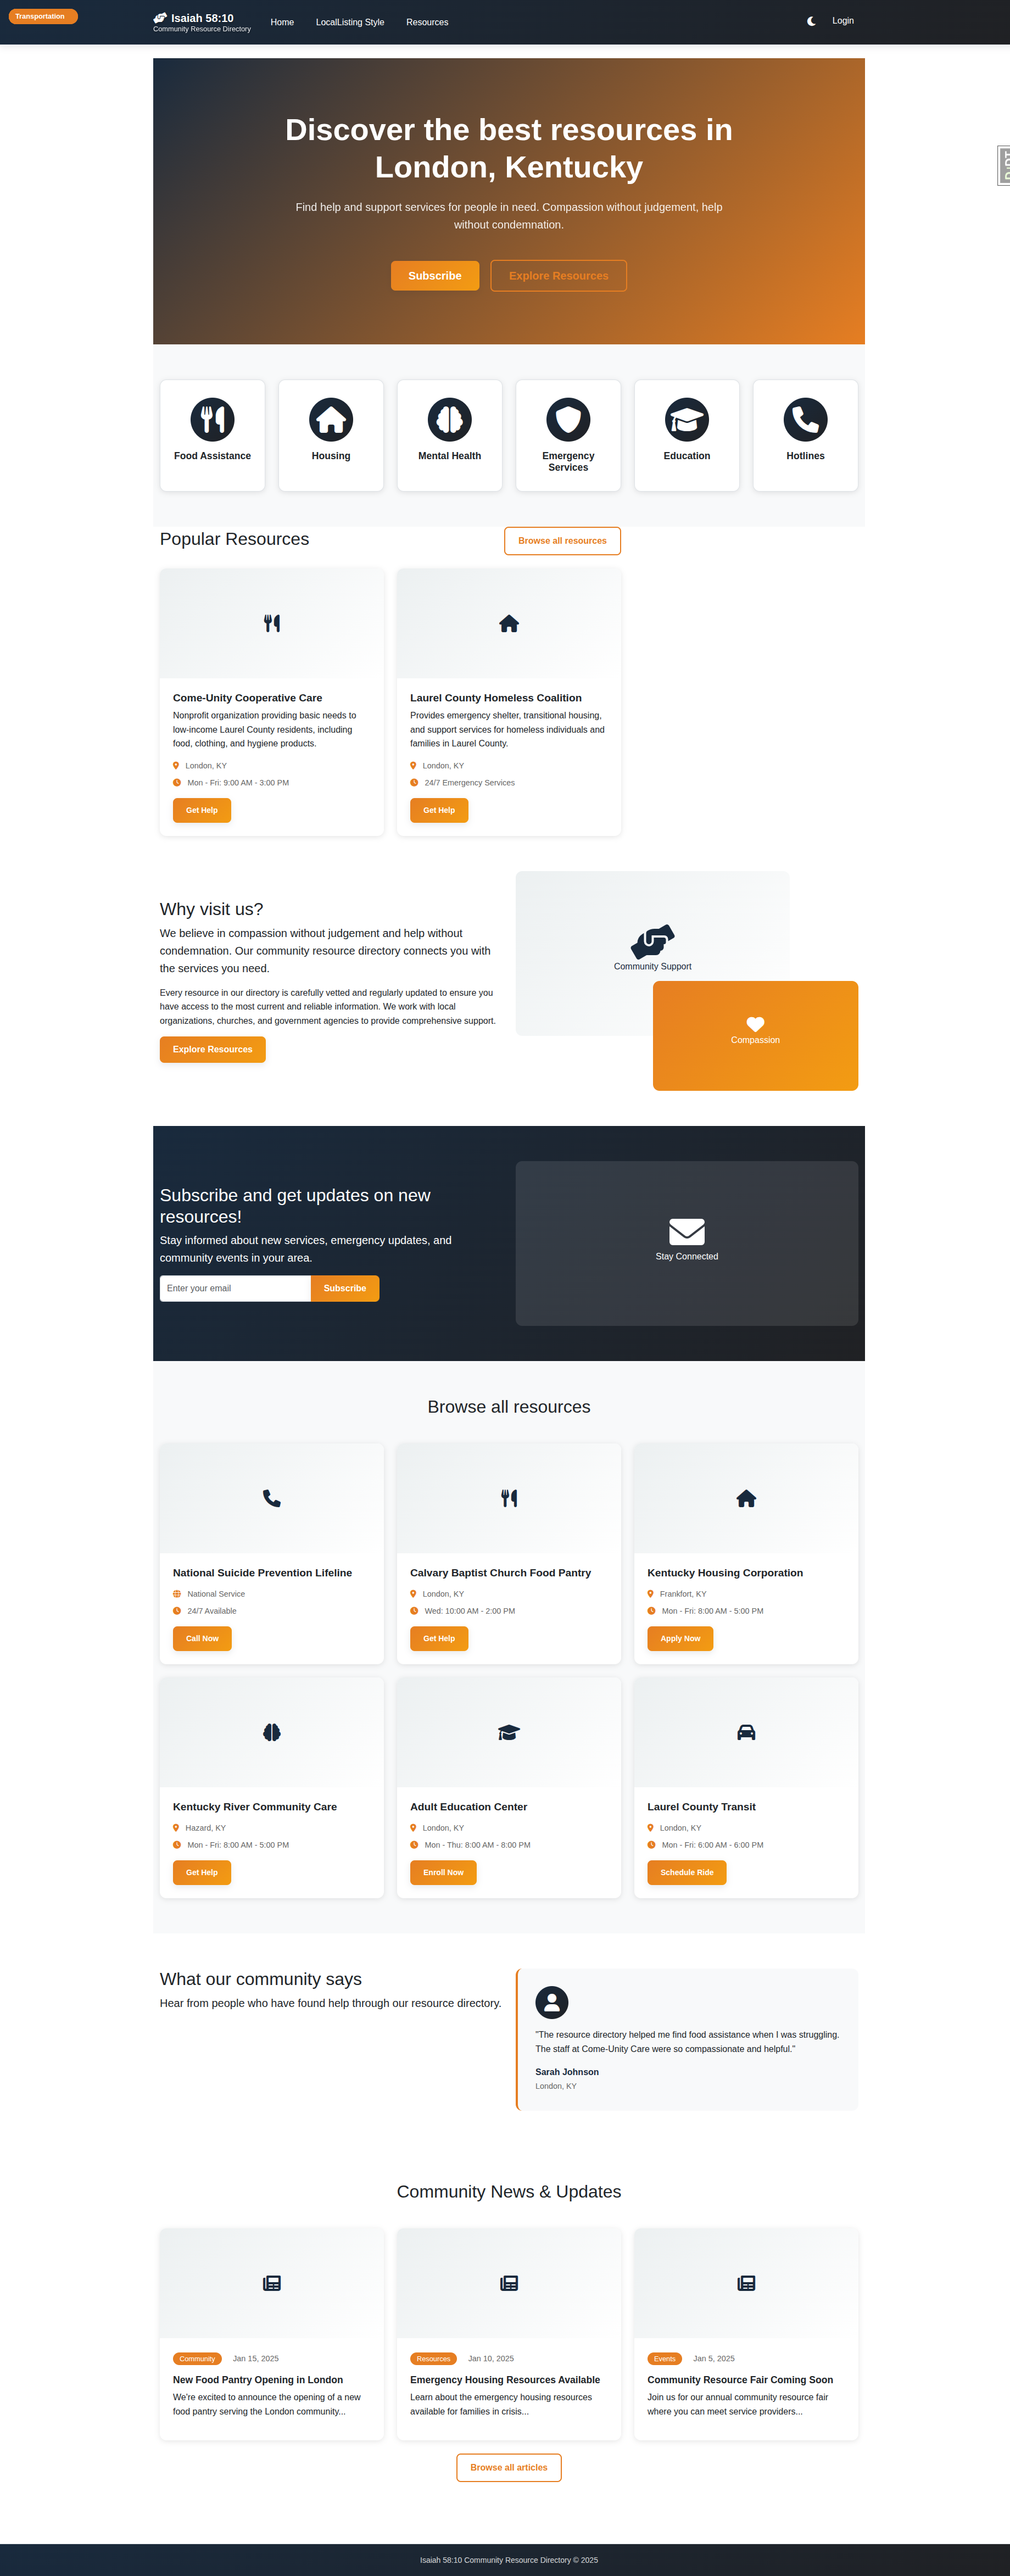 Transportation
Isaiah 58:10
Community Resource Directory
Home
LocalListing Style
Resources
Login
Discover the best resources in
London, Kentucky
Find help and support services for people in need. Compassion without judgement, help
without condemnation.
Subscribe
Explore Resources
Food Assistance
Housing
Mental Health
Emergency
Services
Education
Hotlines
Popular Resources
Browse all resources
Come-Unity Cooperative Care
Nonprofit organization providing basic needs to
low-income Laurel County residents, including
food, clothing, and hygiene products.
London, KY
Mon - Fri: 9:00 AM - 3:00 PM
Get Help
Laurel County Homeless Coalition
Provides emergency shelter, transitional housing,
and support services for homeless individuals and
families in Laurel County.
London, KY
24/7 Emergency Services
Get Help
Why visit us?
We believe in compassion without judgement and help without
condemnation. Our community resource directory connects you with
the services you need.
Every resource in our directory is carefully vetted and regularly updated to ensure you
have access to the most current and reliable information. We work with local
organizations, churches, and government agencies to provide comprehensive support.
Explore Resources
Community Support
Compassion
Subscribe and get updates on new
resources!
Stay informed about new services, emergency updates, and
community events in your area.
Enter your email
Subscribe
Stay Connected
Browse all resources
National Suicide Prevention Lifeline
National Service
24/7 Available
Call Now
Calvary Baptist Church Food Pantry
London, KY
Wed: 10:00 AM - 2:00 PM
Get Help
Kentucky Housing Corporation
Frankfort, KY
Mon - Fri: 8:00 AM - 5:00 PM
Apply Now
Kentucky River Community Care
Hazard, KY
Mon - Fri: 8:00 AM - 5:00 PM
Get Help
Adult Education Center
London, KY
Mon - Thu: 8:00 AM - 8:00 PM
Enroll Now
Laurel County Transit
London, KY
Mon - Fri: 6:00 AM - 6:00 PM
Schedule Ride
What our community says
Hear from people who have found help through our resource directory.
"The resource directory helped me find food assistance when I was struggling.
The staff at Come-Unity Care were so compassionate and helpful."
Sarah Johnson
London, KY
Community News & Updates
Community
Jan 15, 2025
New Food Pantry Opening in London
We're excited to announce the opening of a new
food pantry serving the London community...
Resources
Jan 10, 2025
Emergency Housing Resources Available
Learn about the emergency housing resources
available for families in crisis...
Events
Jan 5, 2025
Community Resource Fair Coming Soon
Join us for our annual community resource fair
where you can meet service providers...
Browse all articles
Isaiah 58:10 Community Resource Directory © 2025